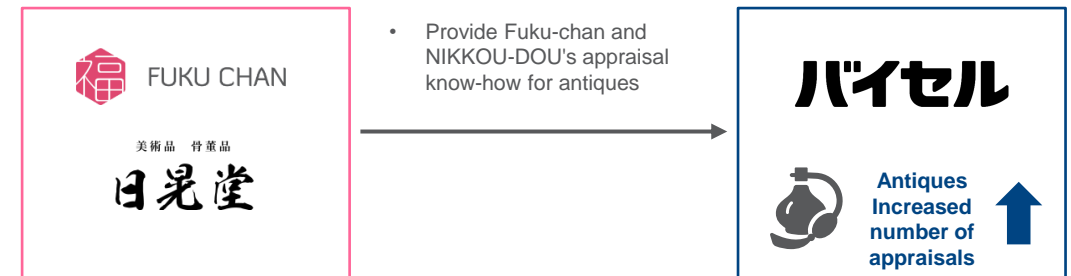 福 FUKU CHAN
美術品 骨董品
日晃堂
• Provide Fuku-chan and
NIKKOU-DOU's appraisal
know-how for antiques
バイセル
Antiques
Increased
number of
appraisals